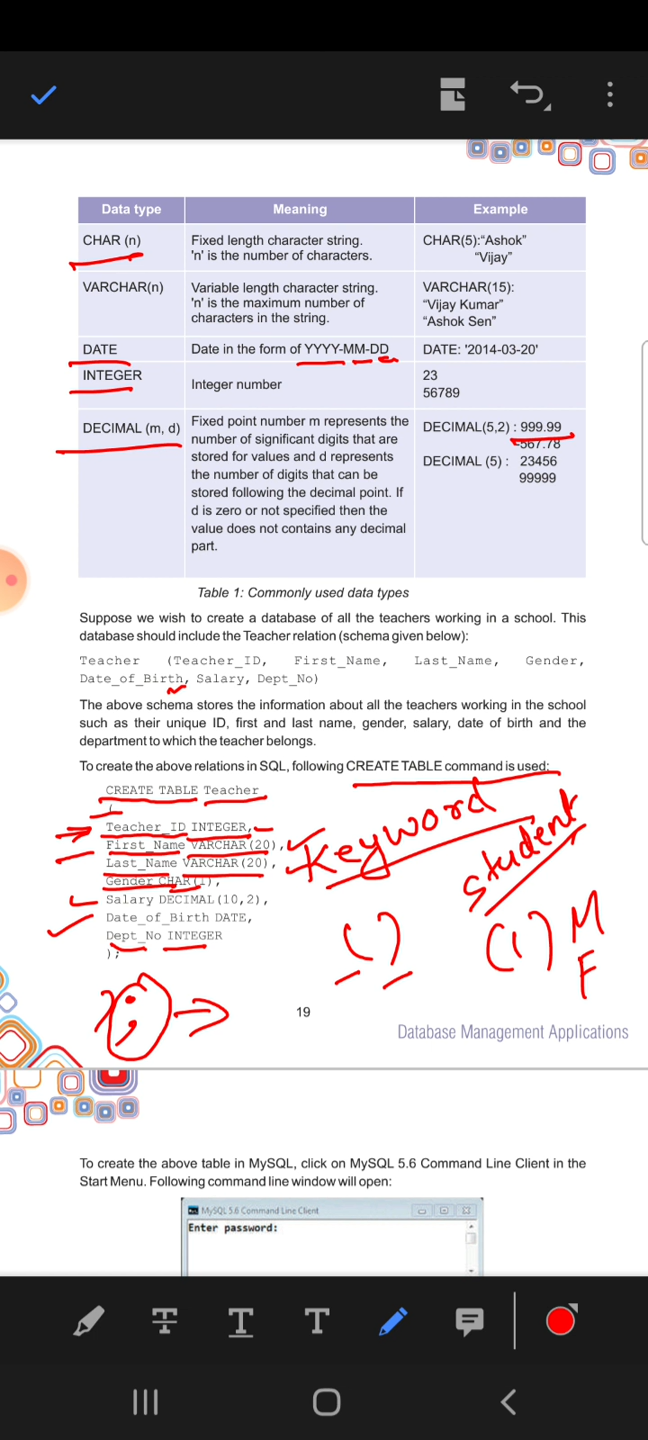 Data type Meaning Example
CHAR (n) Fixed length character string. CHAR(5):“Ashok”
'n' is the number of characters. “Vijay”
VARCHAR(n) Variable length character string. VARCHAR(15):
'n' is the maximum number of “Vijay Kumar”
characters in the string. “Ashok Sen”
DATE Date in the form of YYYY-MM-DD DATE: '2014-03-20'
INTEGER Integer number 23
56789
DECIMAL (m, d) Fixed point number m represents the DECIMAL(5,2) : 999.99
number of significant digits that are -567.78
stored for values and d represents DECIMAL (5) : 23456
the number of digits that can be 99999
stored following the decimal point. If
d is zero or not specified then the
value does not contains any decimal
part.
Table 1: Commonly used data types
Suppose we wish to create a database of all the teachers working in a school. This
database should include the Teacher relation (schema given below):
Teacher (Teacher_ID, First_Name, Last_Name, Gender,
Date_of_Birth, Salary, Dept_No)
The above schema stores the information about all the teachers working in the school
such as their unique ID, first and last name, gender, salary, date of birth and the
department to which the teacher belongs.
To create the above relations in SQL, following CREATE TABLE command is used:
CREATE TABLE Teacher
(
Teacher_ID INTEGER,
First_Name VARCHAR(20),
Last_Name VARCHAR(20),
Gender CHAR(1),
Salary DECIMAL(10,2),
Date_of_Birth DATE,
Dept_No INTEGER
);
Keyword
student
( )
(1) M
F
;
19
Database Management Applications
To create the above table in MySQL, click on MySQL 5.6 Command Line Client in the
Start Menu. Following command line window will open:
MySQL 5.6 Command Line Client
Enter password: